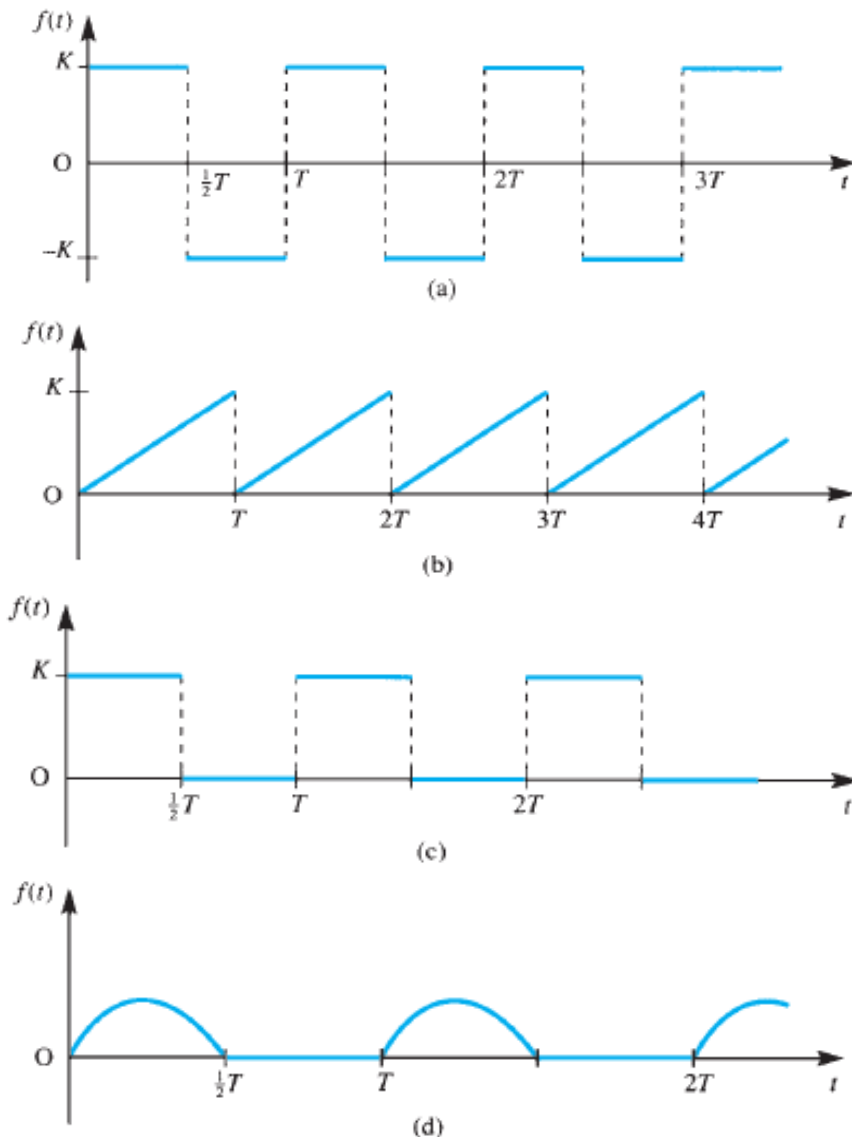 f(t)
K
O
½T T 2T 3T t
–K
(a)
f(t)
K
O
T 2T 3T 4T t
(b)
f(t)
K
O
½T T 2T t
(c)
f(t)
O
½T T 2T t
(d)